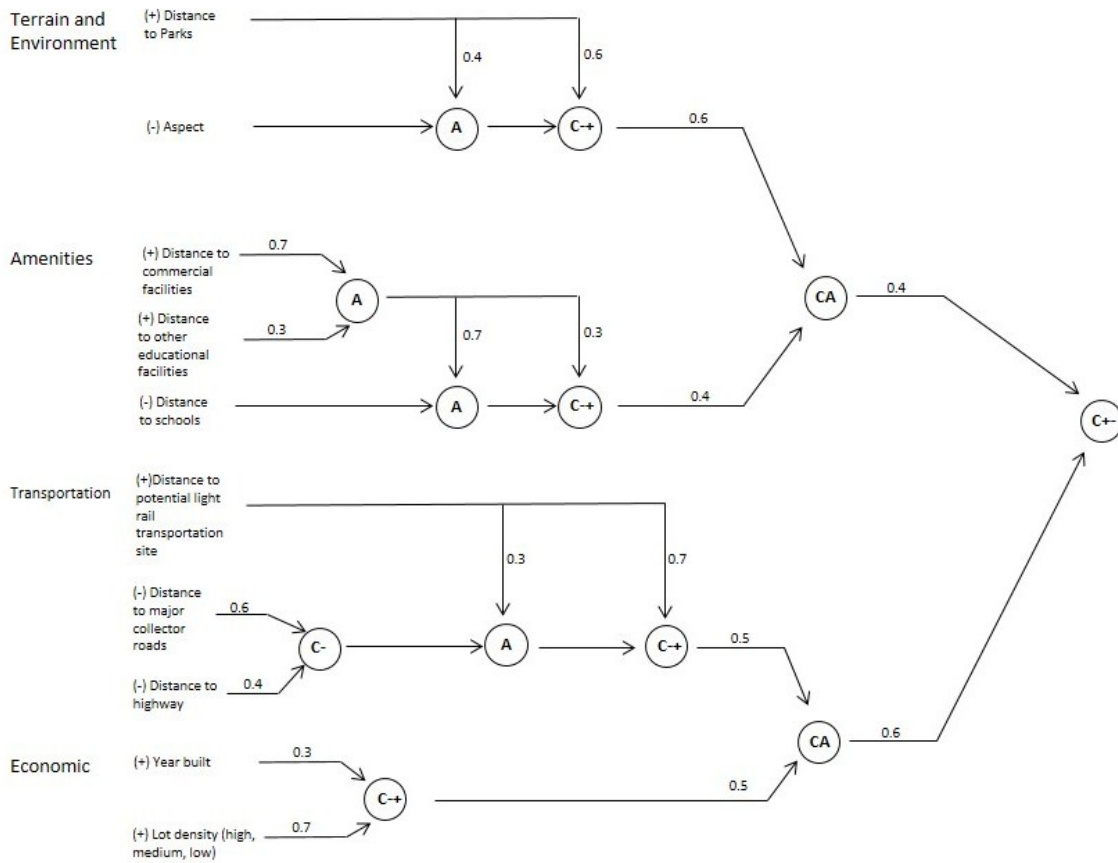 Terrain and
Environment
(+) Distance
to Parks
0.4
0.6
(-) Aspect
A
C-+
0.6
Amenities
(+) Distance to
commercial
facilities
0.7
A
(+) Distance
to other
educational
facilities
0.3
0.7
0.3
(-) Distance
to schools
A
C-+
0.4
CA
0.4
C+-
Transportation
(+)Distance to
potential light
rail
transportation
site
0.3
0.7
(-) Distance
to major
collector
roads
0.6
C-
A
C-+
0.5
(-) Distance to
highway
0.4
CA
0.6
Economic
(+) Year built
0.3
C-+
0.5
(+) Lot density (high,
medium, low)
0.7